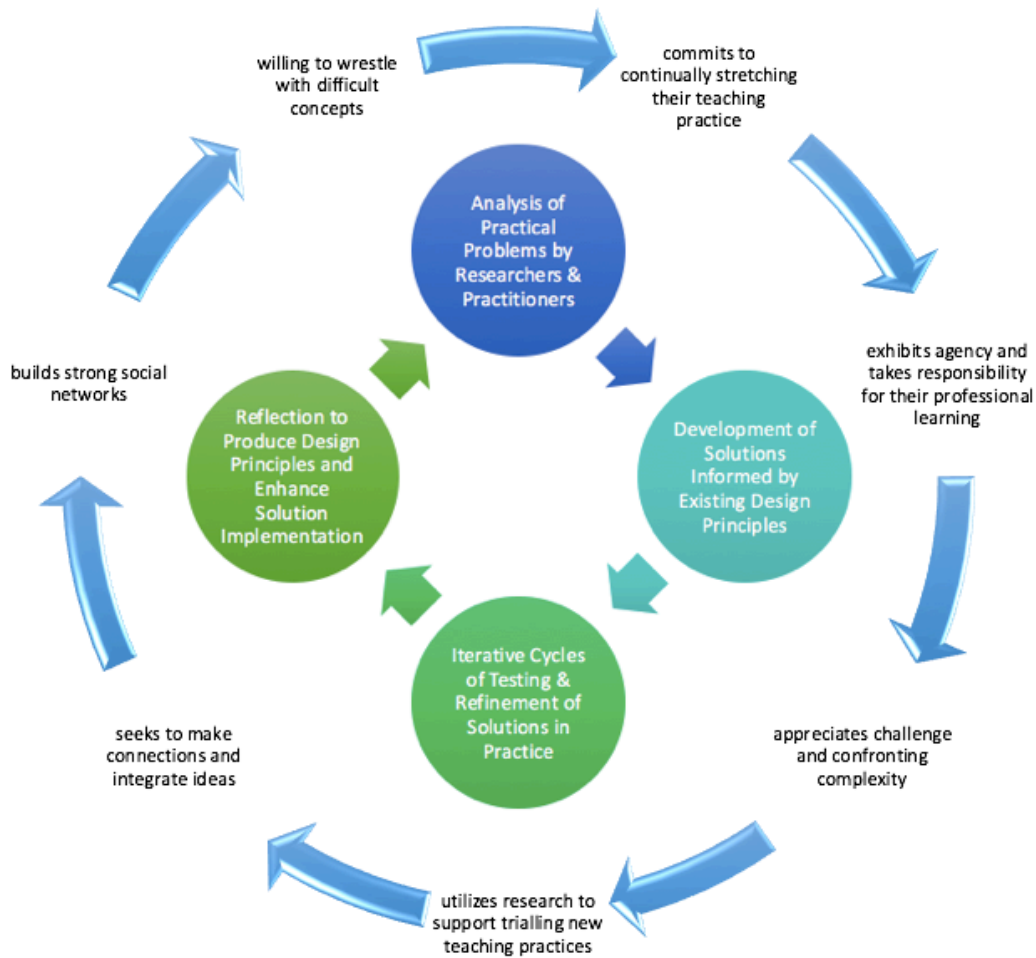 willing to wrestle
with difficult
concepts
commits to
continually stretching
their teaching
practice
exhibits agency and
takes responsibility
for their professional
learning
appreciates challenge
and confronting
complexity
utilizes research to
support trialling new
teaching practices
seeks to make
connections and
integrate ideas
builds strong social
networks
Analysis of
Practical
Problems by
Researchers &
Practitioners
Development of
Solutions
Informed by
Existing Design
Principles
Iterative Cycles
of Testing &
Refinement of
Solutions in
Practice
Reflection to
Produce Design
Principles and
Enhance
Solution
Implementation